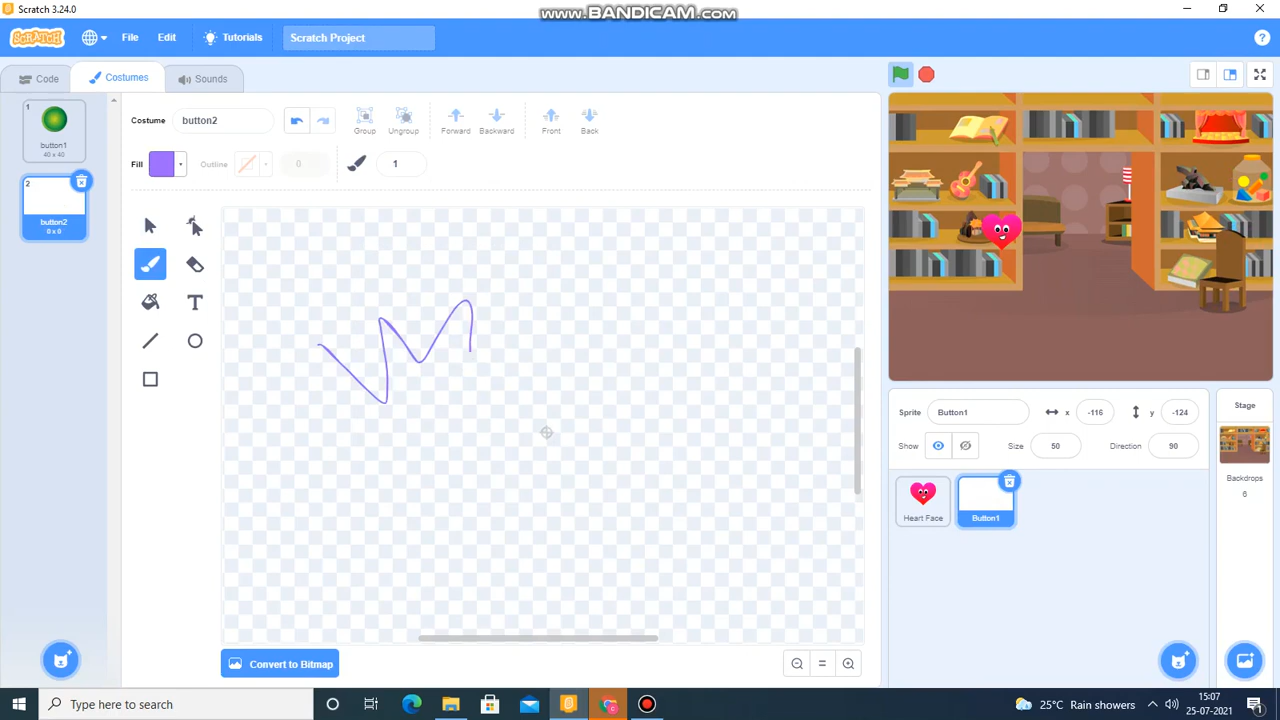 Scratch 3.24.0
www.BANDICAM.com
SCRATCH File Edit Tutorials Scratch Project ?
Code Costumes Sounds
1
button1
40 x 40
2
button2
0 x 0
Costume button2 Group Ungroup Forward Backward Front Back
Fill Outline 0 1
T
Convert to Bitmap
Sprite Button1 x -116 y -124
Show Size 50 Direction 90
Heart Face
Button1
Stage
Backdrops
6
Type here to search
25°C Rain showers
15:07
25-07-2021
1